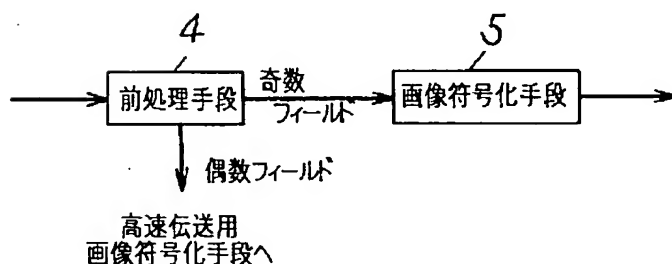 4
5
前処理手段
奇数
フィールド
画像符号化手段
偶数フィールド
高速伝送用
画像符号化手段へ